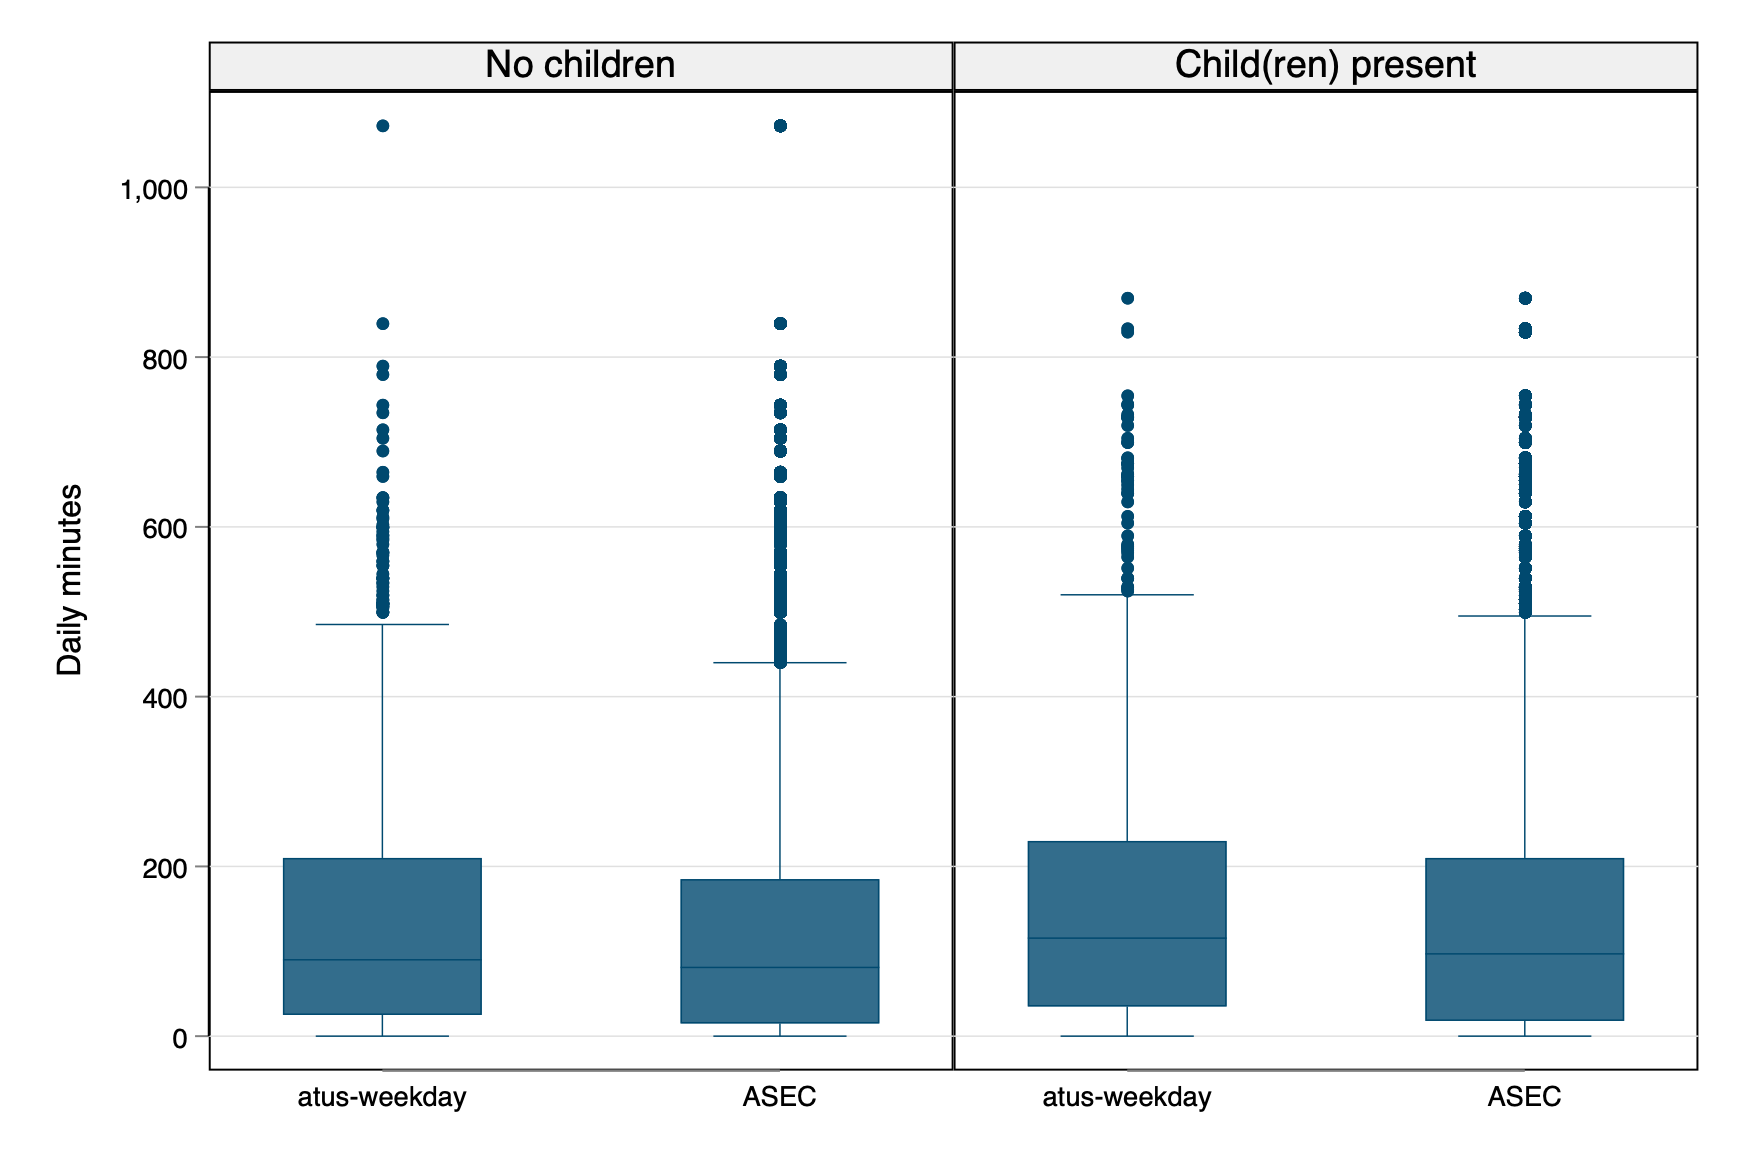 No children
Child(ren) present
Daily minutes
1,000
800
600
400
200
0
atus-weekday
ASEC
atus-weekday
ASEC